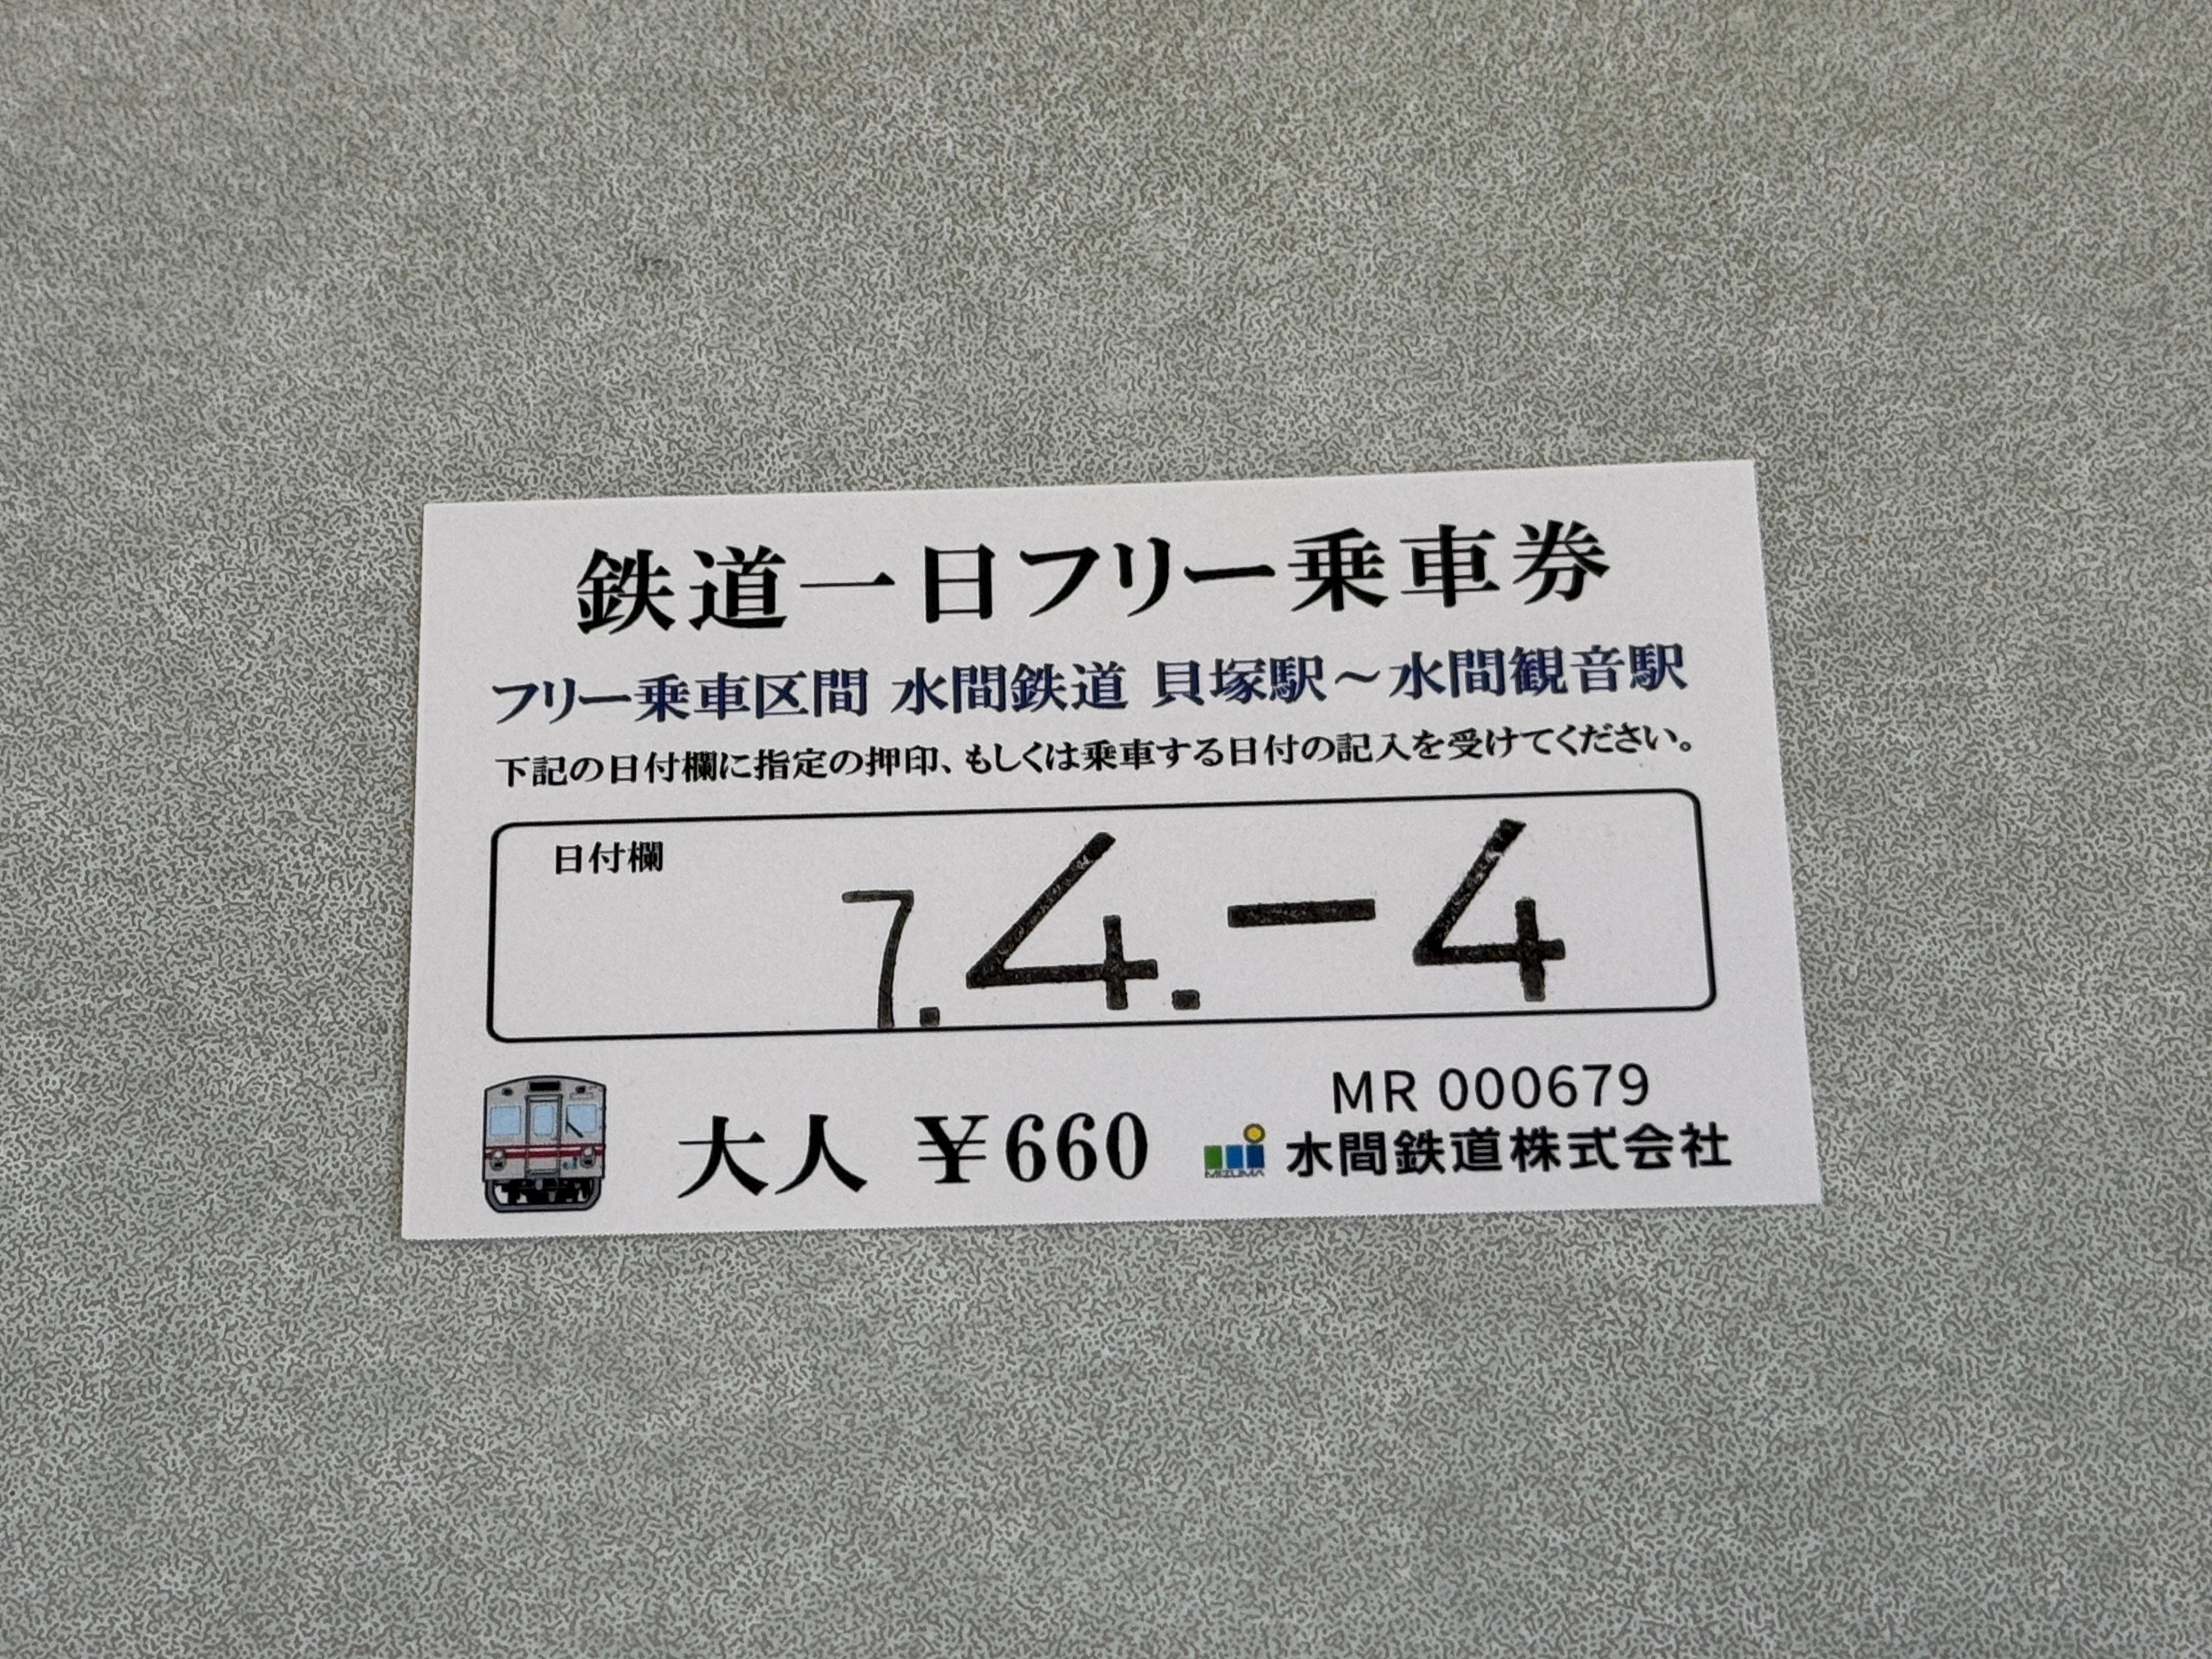 鉄道一日フリー乗車券
フリー乗車区間 水間鉄道 貝塚駅～水間観音駅
下記の日付欄に指定の押印、もしくは乗車する日付の記入を受けてください。
日付欄
7.4.-4
MR 000679
大人 ￥660
MIZUMA 水間鉄道株式会社